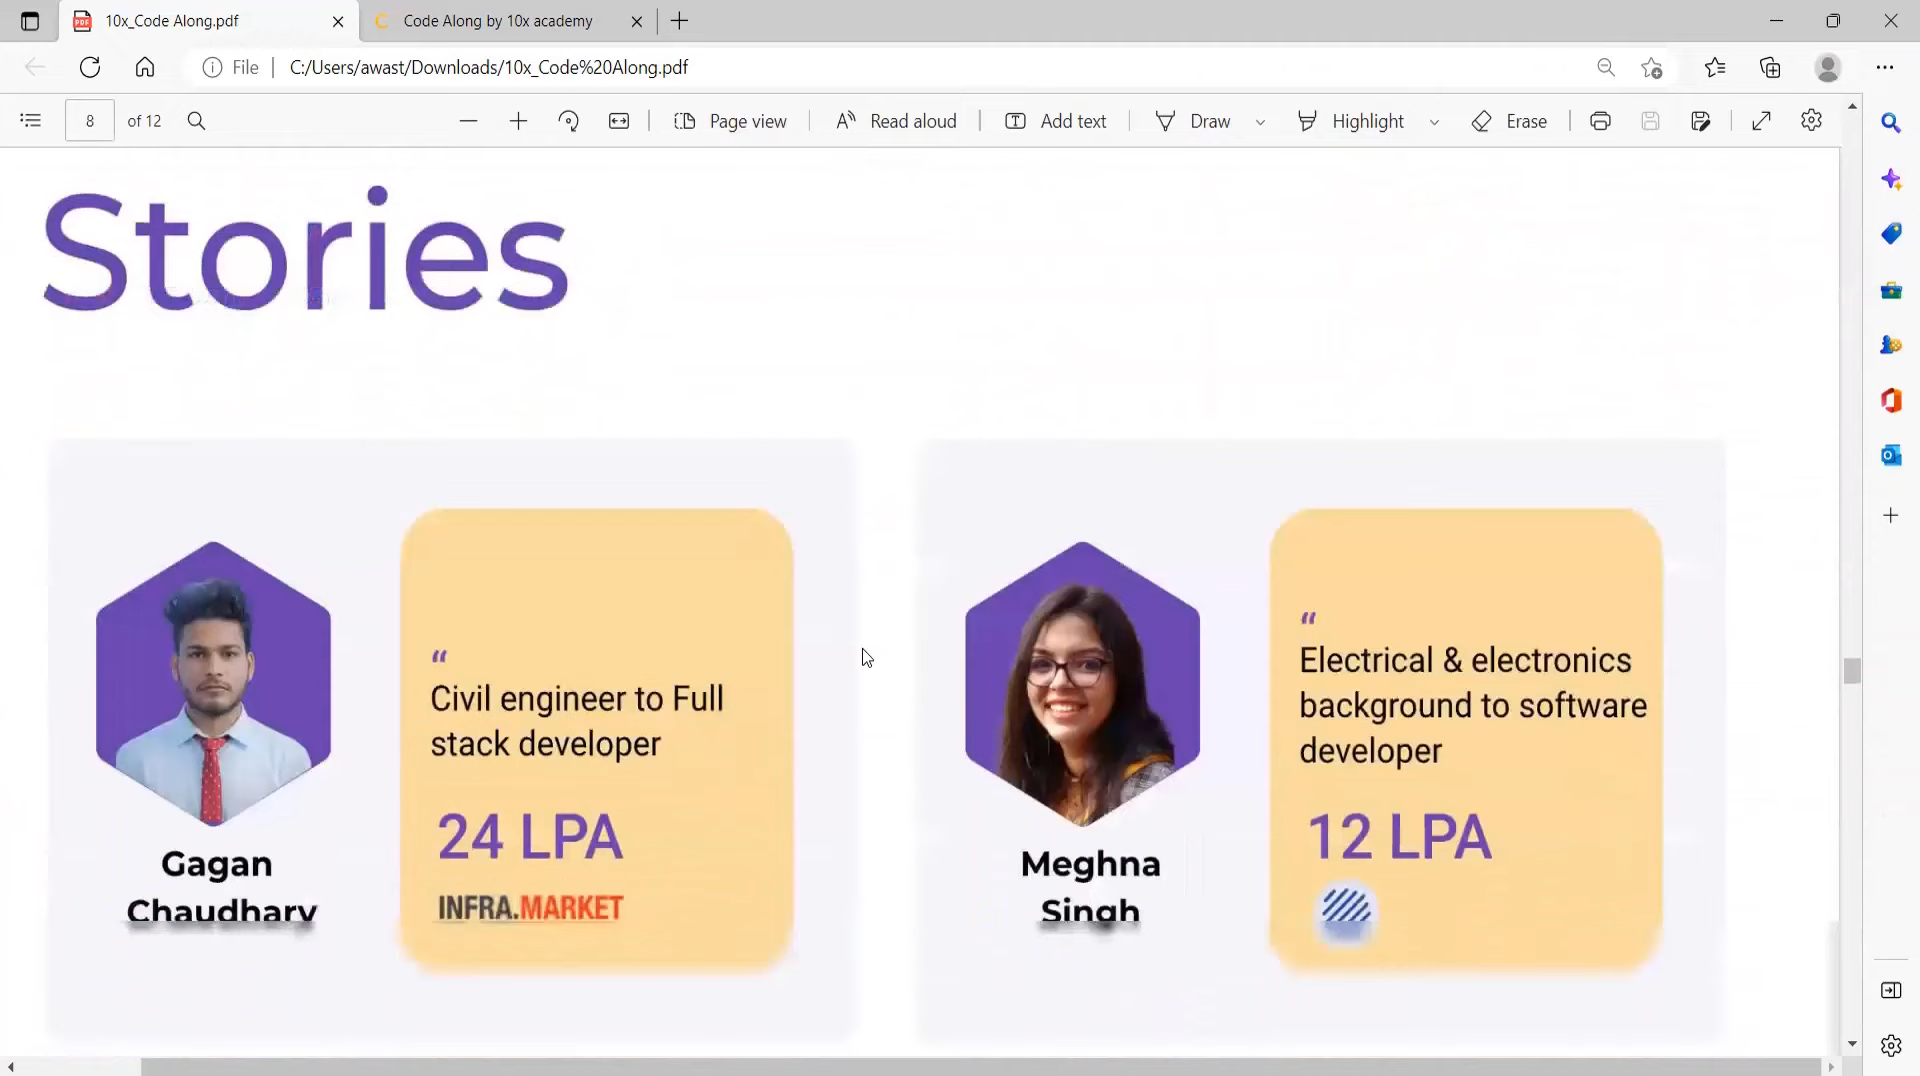 10x_Code Along.pdf
Code Along by 10x academy
File
C:/Users/awast/Downloads/10x_Code%20Along.pdf
8 of 12
Page view
Read aloud
Add text
Draw
Highlight
Erase
Stories
“
Civil engineer to Full
stack developer
24 LPA
INFRA.MARKET
Gagan
Chaudhary
“
Electrical & electronics
background to software
developer
12 LPA
Meghna
Singh